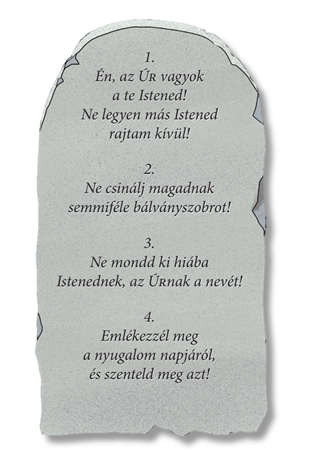 1.
Én, az ÚR vagyok
a te Istened!
Ne legyen más Istened
rajtam kívül!
2.
Ne csinálj magadnak
semmiféle bálványszobrot!
3.
Ne mondd ki hiába
Istenednek, az ÚRnak a nevét!
4.
Emlékezzél meg
a nyugalom napjáról,
és szenteld meg azt!